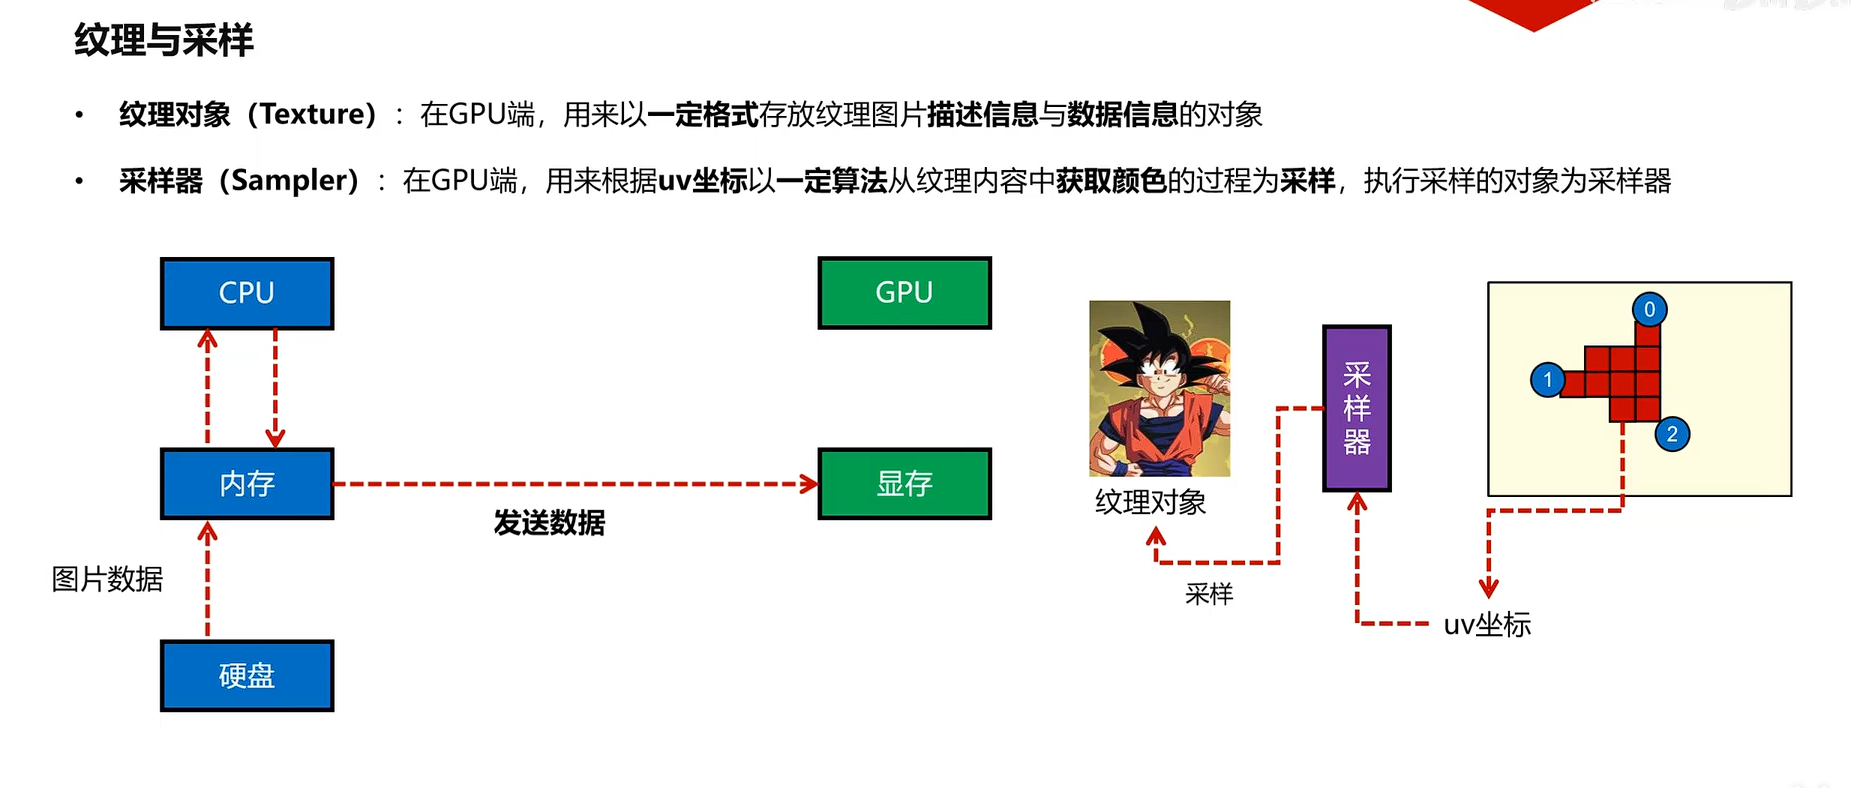 纹理与采样
• 纹理对象（Texture）：在GPU端，用来以一定格式存放纹理图片描述信息与数据信息的对象
• 采样器（Sampler）：在GPU端，用来根据uv坐标以一定算法从纹理内容中获取颜色的过程为采样，执行采样的对象为采样器
CPU
GPU
内存
显存
发送数据
图片数据
硬盘
纹理对象
采样
采样器
0
1
2
uv坐标